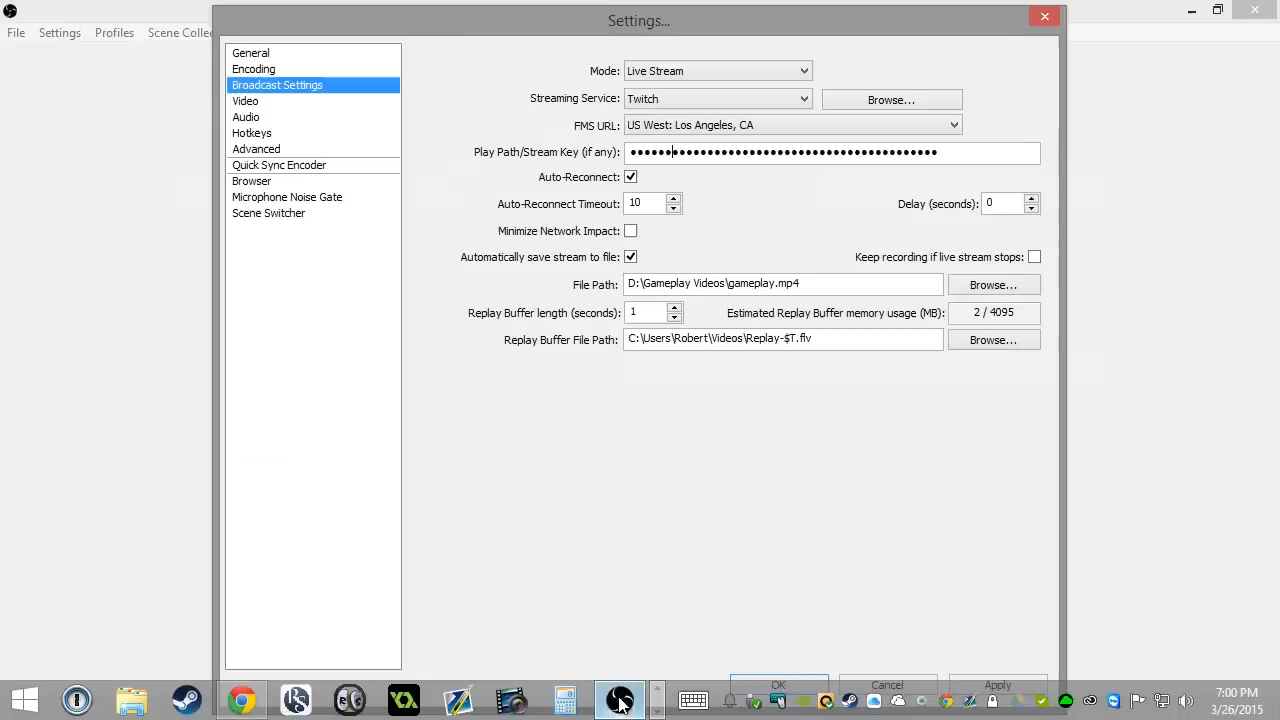 Settings...
File Settings Profiles Scene Collec
General
Encoding
Broadcast Settings
Video
Audio
Hotkeys
Advanced
Quick Sync Encoder
Browser
Microphone Noise Gate
Scene Switcher
Mode: Live Stream
Streaming Service: Twitch Browse...
FMS URL: US West: Los Angeles, CA
Play Path/Stream Key (if any): ●●●●●●●●●●●●●●●●●●●●●●●●●●●●●●●●●●●●●●●●●●●●
Auto-Reconnect:
Auto-Reconnect Timeout: 10 Delay (seconds): 0
Minimize Network Impact:
Automatically save stream to file: Keep recording if live stream stops:
File Path: D:\Gameplay Videos\gameplay.mp4 Browse...
Replay Buffer length (seconds): 1 Estimated Replay Buffer memory usage (MB): 2 / 4095
Replay Buffer File Path: C:\Users\Robert\Videos\Replay-$T.flv Browse...
OK Cancel Apply
7:00 PM
3/26/2015